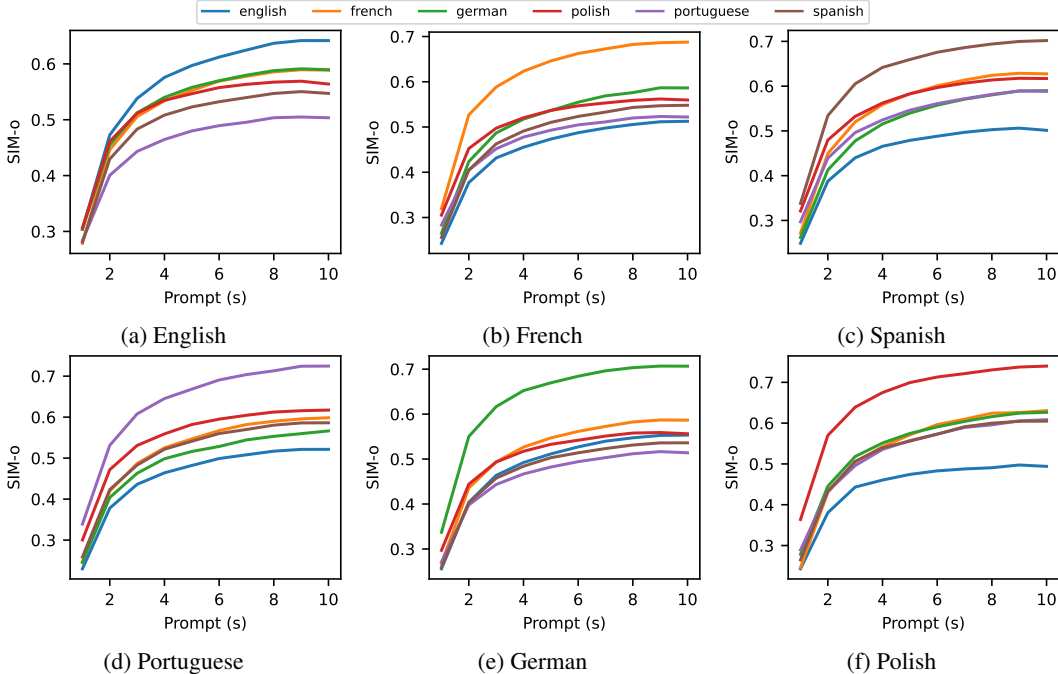 english french german polish portuguese spanish
SIM-o
0.6
0.5
0.4
0.3
2 4 6 8 10
Prompt (s)
(a) English
SIM-o
0.7
0.6
0.5
0.4
0.3
2 4 6 8 10
Prompt (s)
(b) French
SIM-o
0.7
0.6
0.5
0.4
0.3
2 4 6 8 10
Prompt (s)
(c) Spanish
SIM-o
0.7
0.6
0.5
0.4
0.3
2 4 6 8 10
Prompt (s)
(d) Portuguese
SIM-o
0.7
0.6
0.5
0.4
0.3
2 4 6 8 10
Prompt (s)
(e) German
SIM-o
0.7
0.6
0.5
0.4
0.3
2 4 6 8 10
Prompt (s)
(f) Polish